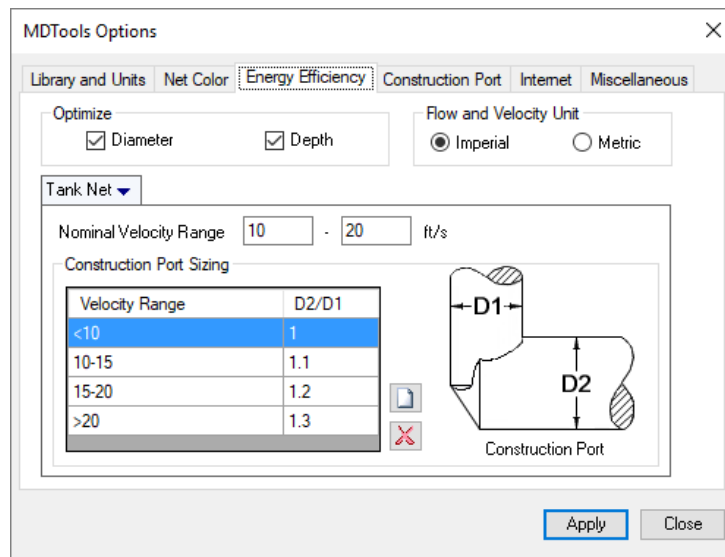 MDTools Options
Library and Units Net Color Energy Efficiency Construction Port Internet Miscellaneous
Optimize
Diameter Depth
Flow and Velocity Unit
Imperial Metric
Tank Net
Nominal Velocity Range 10 - 20 ft/s
Construction Port Sizing
Velocity Range D2/D1
<10 1
10-15 1.1
15-20 1.2
>20 1.3
D1
D2
Construction Port
Apply Close